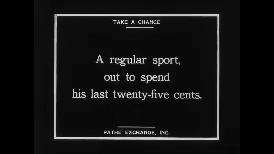 TAKE A CHANCE
A regular sport,
out to spend
his last twenty-five cents.
PATHE EXCHANGE, INC.